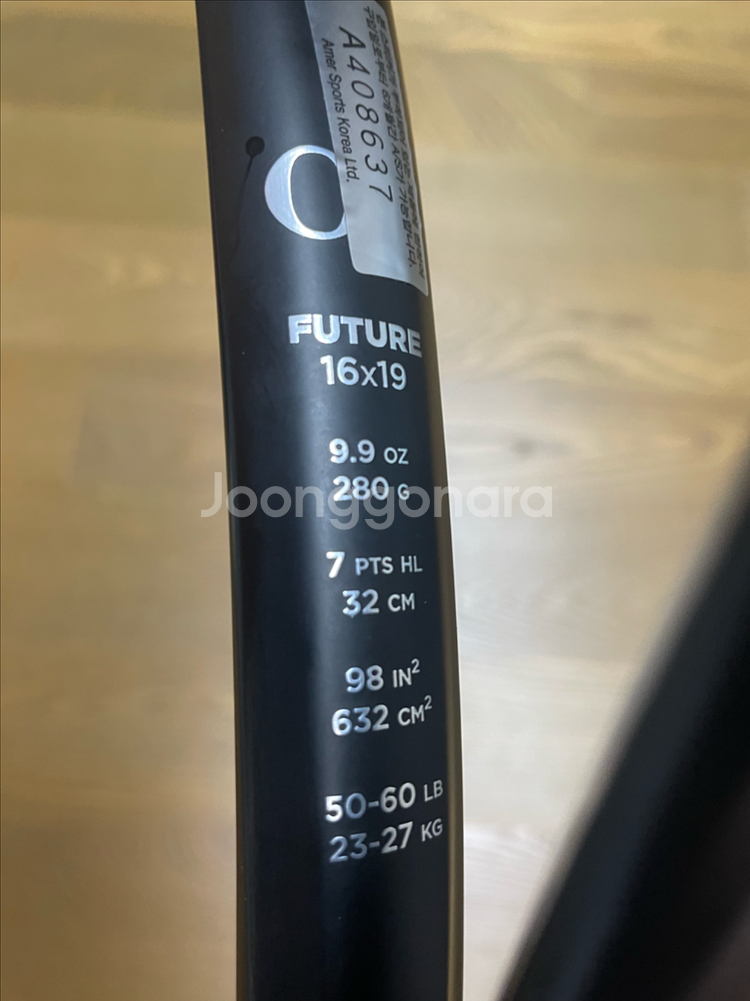 A408637
Amer Sports Korea Ltd.
FUTURE
16x19
9.9 OZ
280 G
Joonggonara
7 PTS HL
32 CM
98 IN²
632 CM²
50-60 LB
23-27 KG